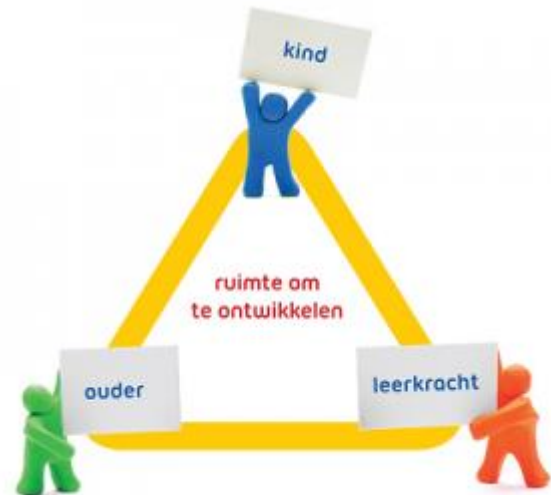 kind
ruimte om
te ontwikkelen
ouder
leerkracht